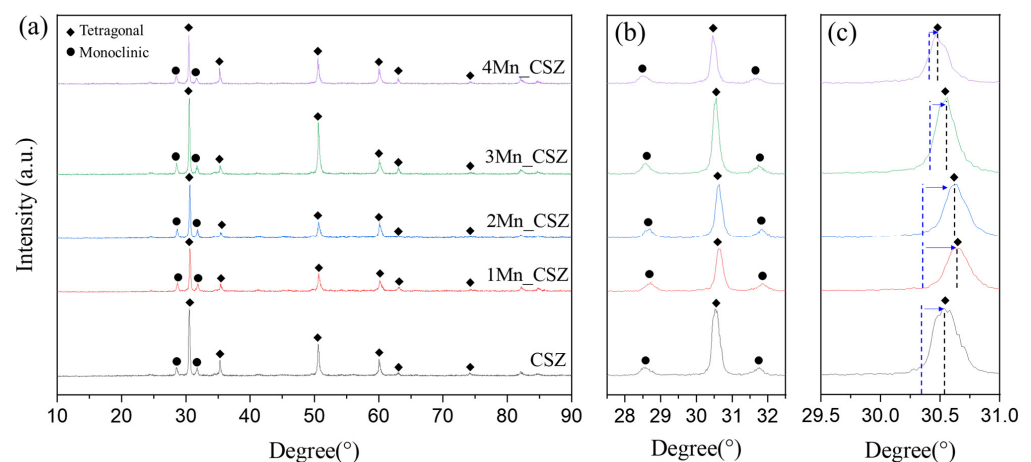 (a)
(b)
(c)
Tetragonal
Monoclinic
4Mn_CSZ
3Mn_CSZ
2Mn_CSZ
1Mn_CSZ
CSZ
Intensity (a.u.)
10 20 30 40 50 60 70 80 90
28 29 30 31 32
29.5 30.0 30.5 31.0
Degree(°)
Degree(°)
Degree(°)